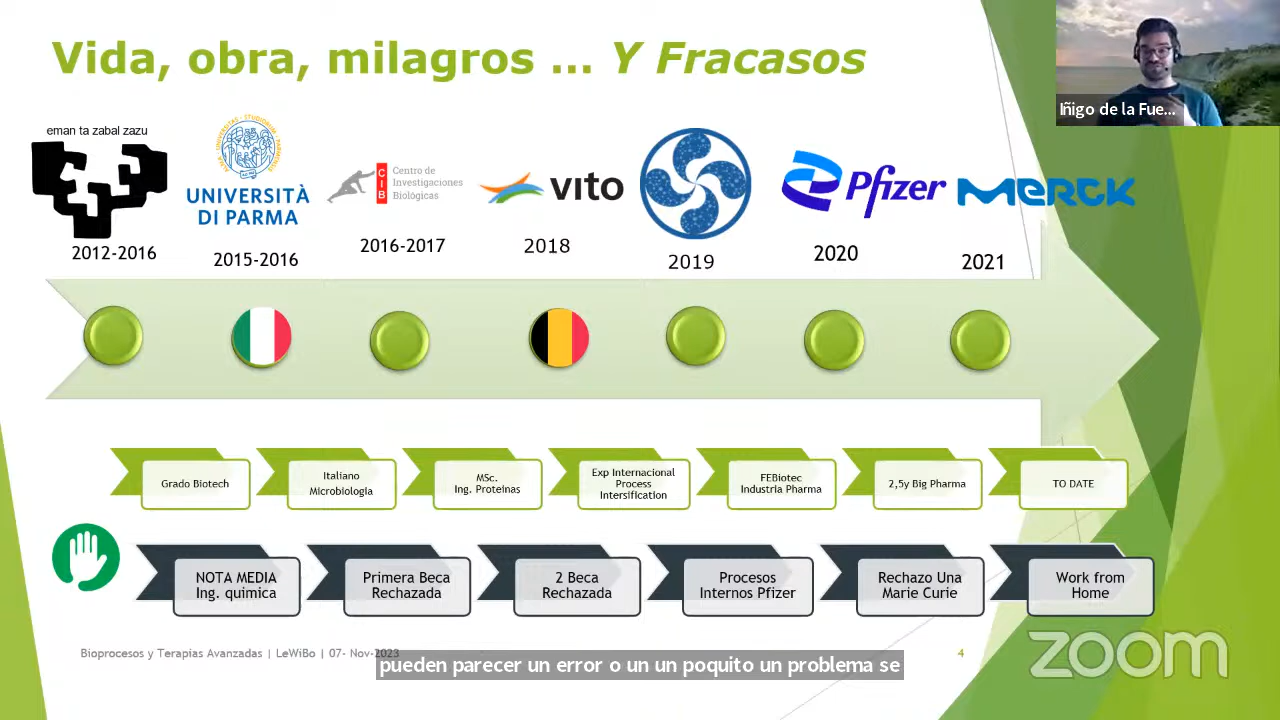 Vida, obra, milagros ... Y Fracasos
Iñigo de la Fue...
eman ta zabal zazu
UNIVERSITÀ
DI PARMA
CIB
Centro de
Investigaciones
Biológicas
vito
Pfizer
MERCK
2012-2016
2015-2016
2016-2017
2018
2019
2020
2021
Grado Biotech
Italiano
Microbiologia
MSc.
Ing. Proteinas
Exp Internacional
Process
Intersification
FEBiotec
Industria Pharma
2,5y Big Pharma
TO DATE
NOTA MEDIA
Ing. quimica
Primera Beca
Rechazada
2 Beca
Rechazada
Procesos
Internos Pfizer
Rechazo Una
Marie Curie
Work from
Home
Bioprocesos y Terapias Avanzadas | LeWiBo | 07- Nov-2023
4
pueden parecer un error o un un poquito un problema se
zoom